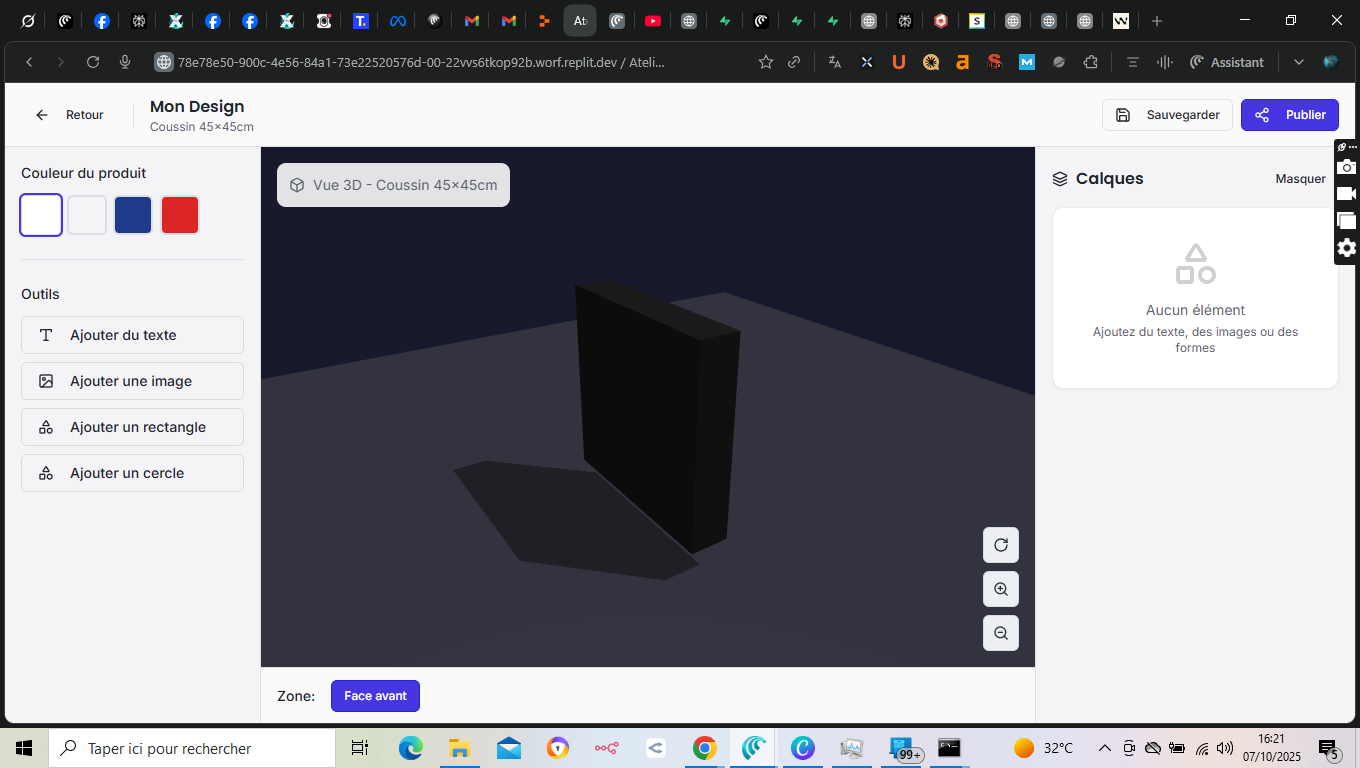 At
78e78e50-900c-4e56-84a1-73e22520576d-00-22vvs6tkop92b.worf.replit.dev / Ateli...
Assistant
Retour
Mon Design
Coussin 45×45cm
Sauvegarder
Publier
Couleur du produit
Vue 3D - Coussin 45×45cm
Calques
Masquer
Outils
Ajouter du texte
Ajouter une image
Ajouter un rectangle
Ajouter un cercle
Aucun élément
Ajoutez du texte, des images ou des
formes
Zone:
Face avant
Taper ici pour rechercher
99+
32°C
16:21
07/10/2025
5